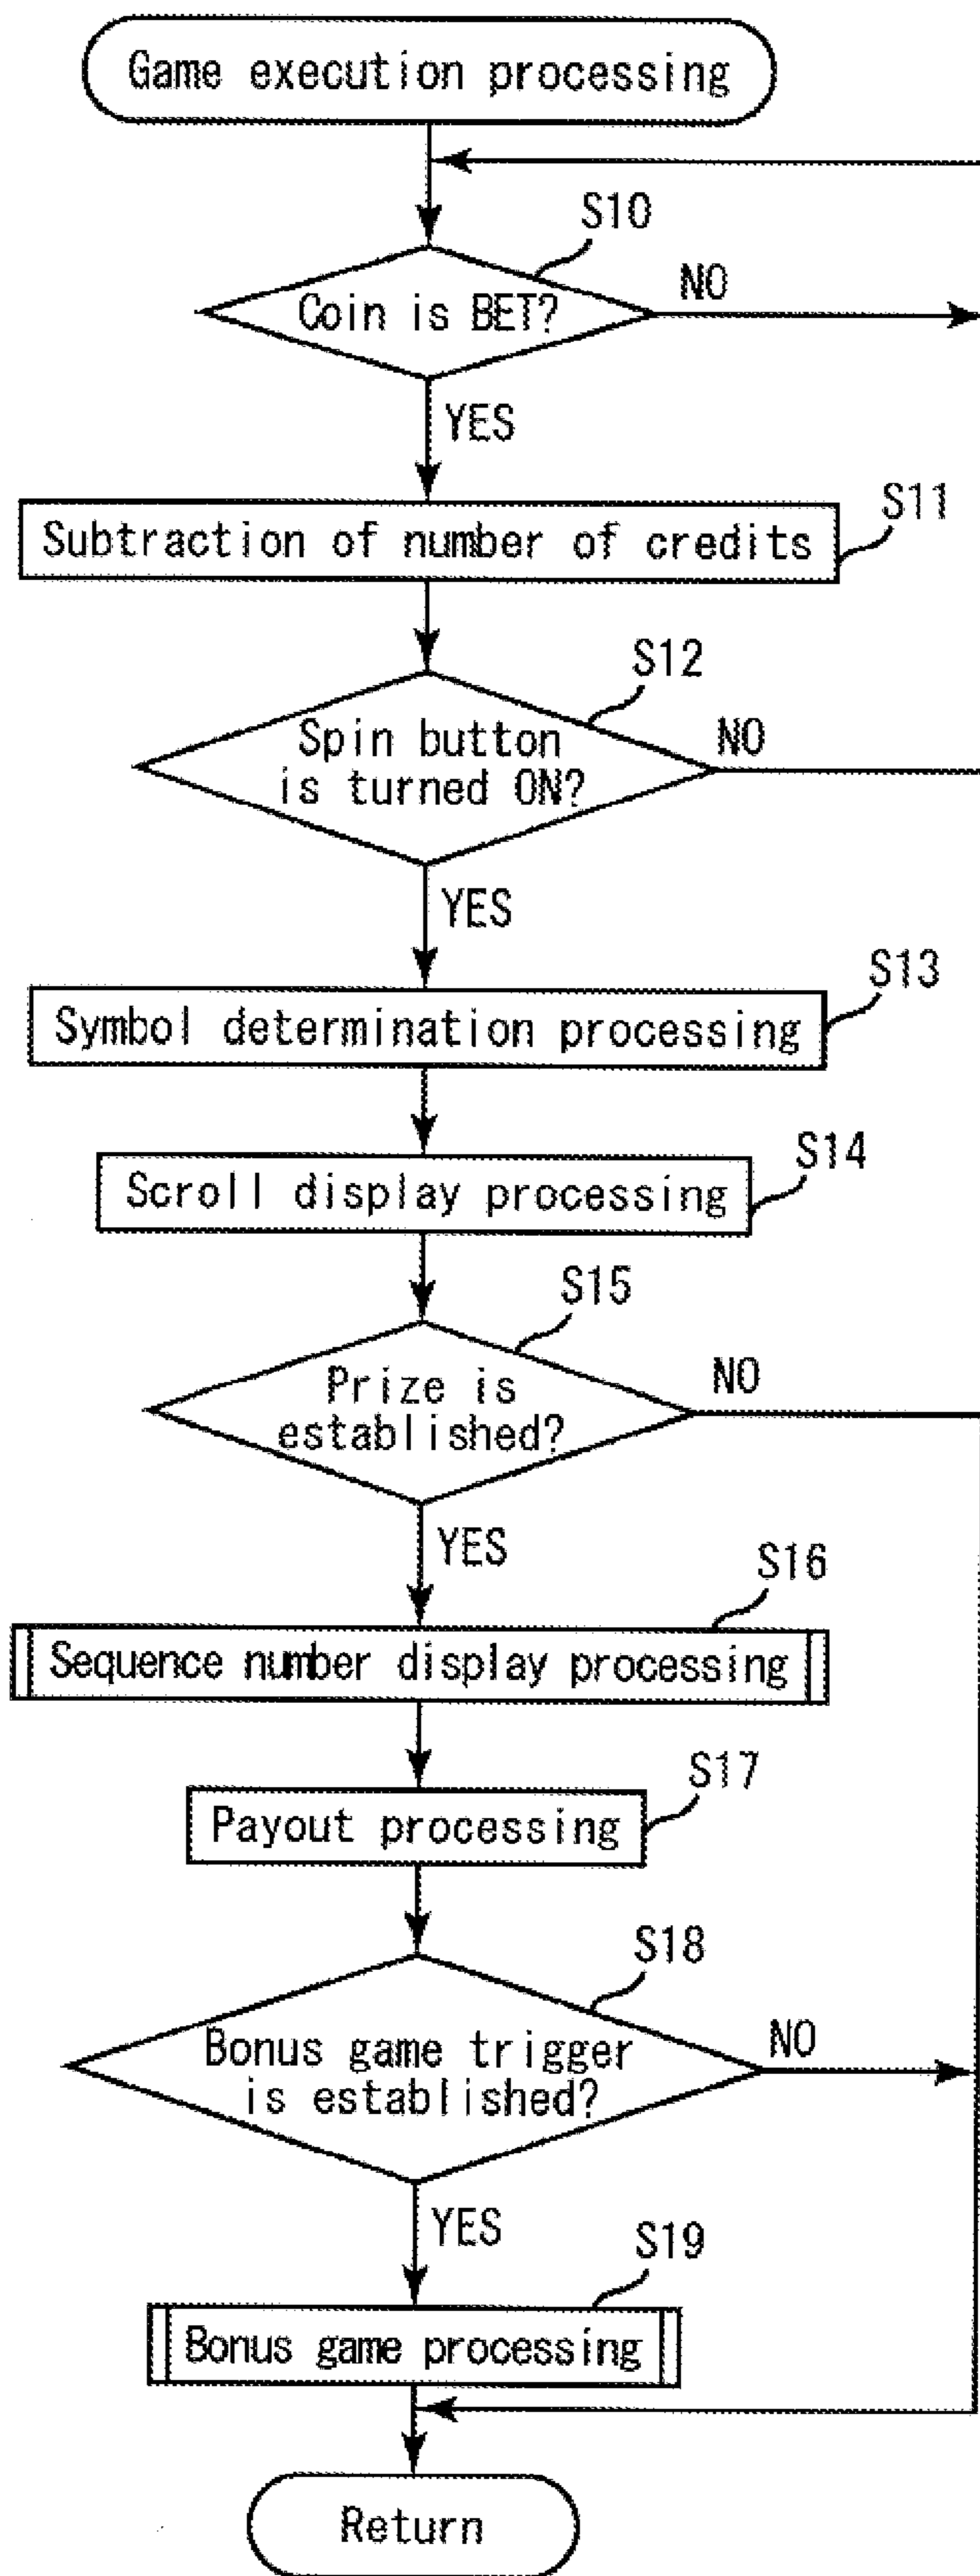 Game execution processing
S10
Coin is BET?
NO
YES
S11
Subtraction of number of credits
S12
Spin button
is turned ON?
NO
YES
S13
Symbol determination processing
S14
Scroll display processing
S15
Prize is
established?
NO
YES
S16
Sequence number display processing
S17
Payout processing
S18
Bonus game trigger
is established?
NO
YES
S19
Bonus game processing
Return